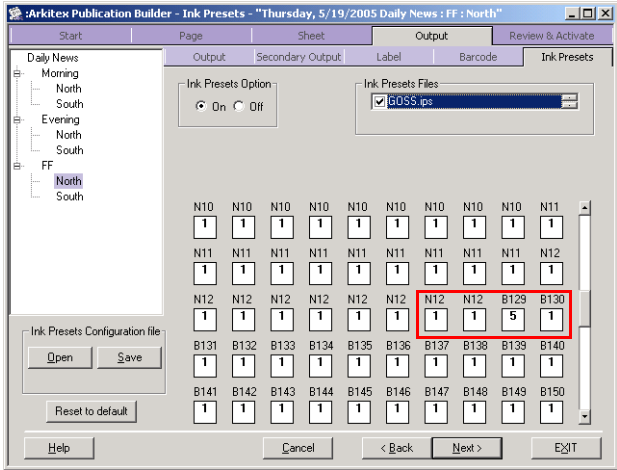 :Arkitex Publication Builder - Ink Presets - "Thursday, 5/19/2005 Daily News : FF : North"
Start Page Sheet Output Review & Activate
Output Secondary Output Label Barcode Ink Presets
Daily News
Morning
North
South
Evening
North
South
FF
North
South
Ink Presets Configuration file
Open Save
Reset to default
Ink Presets Option
On Off
Ink Presets Files
GOSS.ips
N10 N10 N10 N10 N10 N10 N10 N10 N10 N11
1 1 1 1 1 1 1 1 1 1
N11 N11 N11 N11 N11 N11 N11 N11 N11 N12
1 1 1 1 1 1 1 1 1 1
N12 N12 N12 N12 N12 N12 N12 N12 B129 B130
1 1 1 1 1 1 1 1 5 1
B131 B132 B133 B134 B135 B136 B137 B138 B139 B140
1 1 1 1 1 1 1 1 1 1
B141 B142 B143 B144 B145 B146 B147 B148 B149 B150
1 1 1 1 1 1 1 1 1 1
Help Cancel < Back Next > EXIT